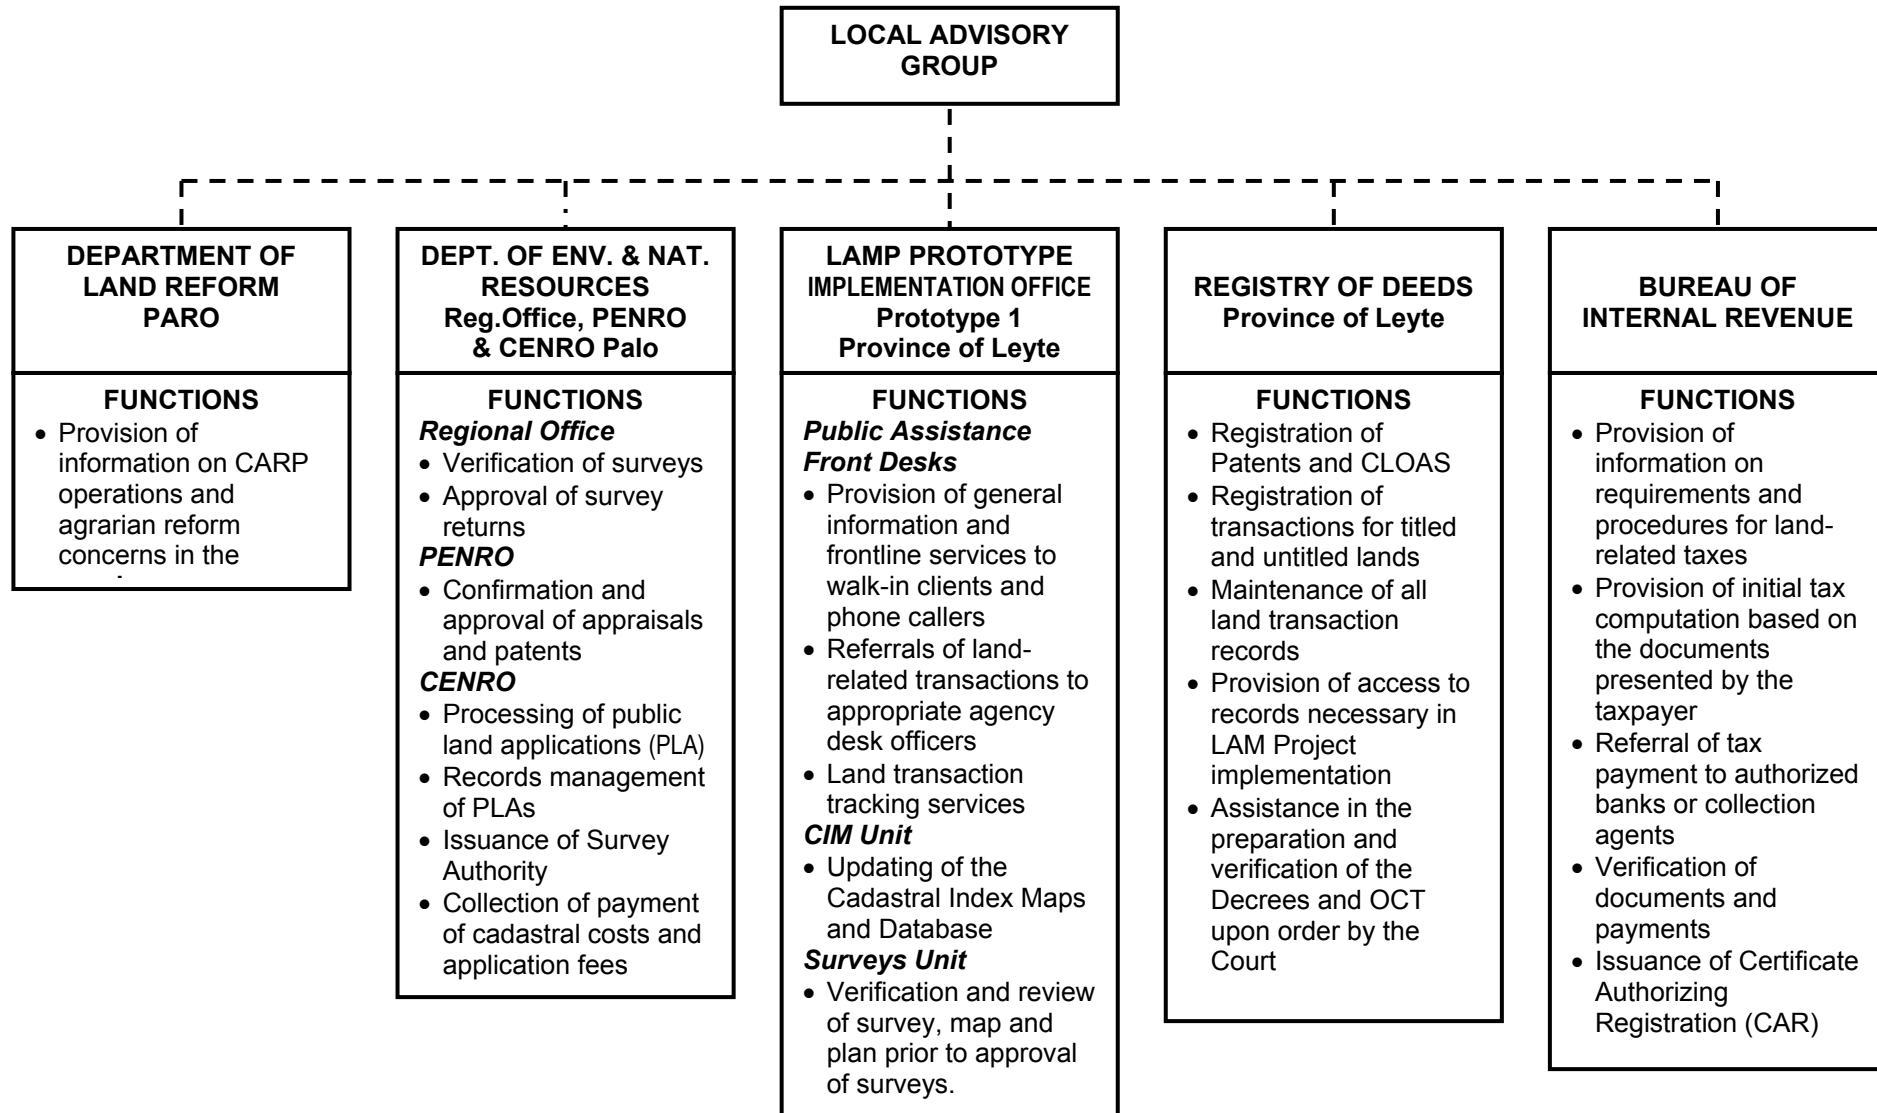 LOCAL ADVISORY
GROUP
DEPARTMENT OF
LAND REFORM
PARO
FUNCTIONS
• Provision of
information on CARP
operations and
agrarian reform
concerns in the
DEPT. OF ENV. & NAT.
RESOURCES
Reg.Office, PENRO
& CENRO Palo
FUNCTIONS
Regional Office
• Verification of surveys
• Approval of survey
returns
PENRO
• Confirmation and
approval of appraisals
and patents
CENRO
• Processing of public
land applications (PLA)
• Records management
of PLAs
• Issuance of Survey
Authority
• Collection of payment
of cadastral costs and
application fees
LAMP PROTOTYPE
IMPLEMENTATION OFFICE
Prototype 1
Province of Leyte
FUNCTIONS
Public Assistance
Front Desks
• Provision of general
information and
frontline services to
walk-in clients and
phone callers
• Referrals of land-
related transactions to
appropriate agency
desk officers
• Land transaction
tracking services
CIM Unit
• Updating of the
Cadastral Index Maps
and Database
Surveys Unit
• Verification and review
of survey, map and
plan prior to approval
of surveys.
REGISTRY OF DEEDS
Province of Leyte
FUNCTIONS
• Registration of
Patents and CLOAS
• Registration of
transactions for titled
and untitled lands
• Maintenance of all
land transaction
records
• Provision of access to
records necessary in
LAM Project
implementation
• Assistance in the
preparation and
verification of the
Decrees and OCT
upon order by the
Court
BUREAU OF
INTERNAL REVENUE
FUNCTIONS
• Provision of
information on
requirements and
procedures for land-
related taxes
• Provision of initial tax
computation based on
the documents
presented by the
taxpayer
• Referral of tax
payment to authorized
banks or collection
agents
• Verification of
documents and
payments
• Issuance of Certificate
Authorizing
Registration (CAR)